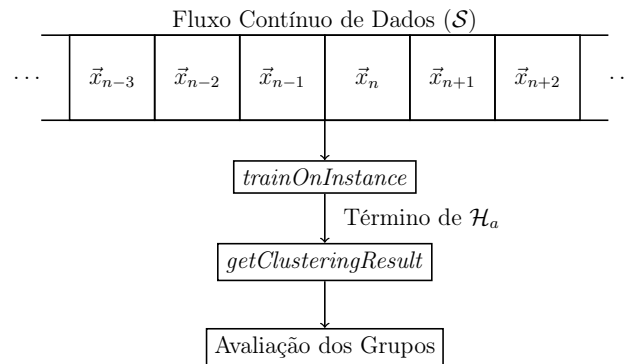 Fluxo Contínuo de Dados (𝒮)
⋯ x⃗ₙ₋₃ x⃗ₙ₋₂ x⃗ₙ₋₁ x⃗ₙ x⃗ₙ₊₁ x⃗ₙ₊₂ ⋯
trainOnInstance
Término de ℋₐ
getClusteringResult
Avaliação dos Grupos